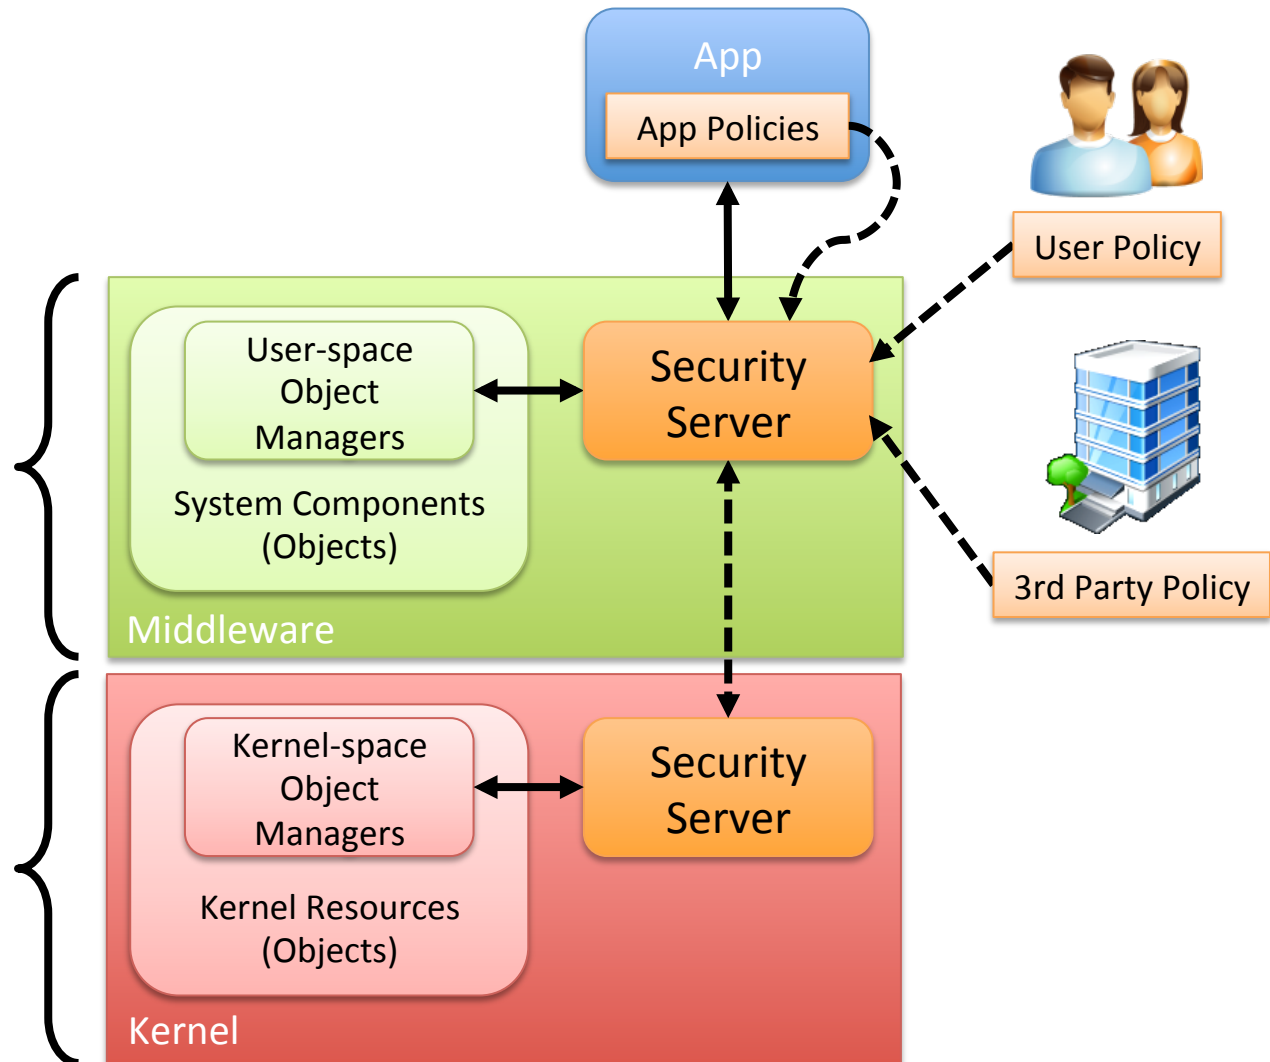 App
App Policies
User Policy
User-space
Object
Managers
Security
Server
System Components
(Objects)
3rd Party Policy
Middleware
Kernel-space
Object
Managers
Security
Server
Kernel Resources
(Objects)
Kernel